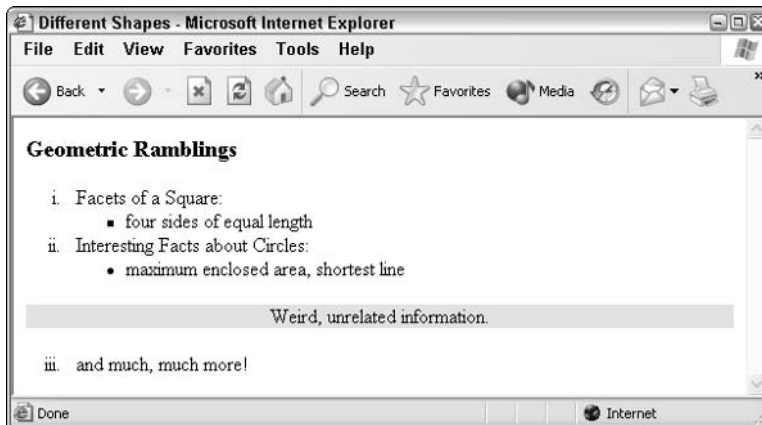 Different Shapes - Microsoft Internet Explorer
File Edit View Favorites Tools Help
Back Search Favorites Media »
Geometric Ramblings
i. Facets of a Square:
▪ four sides of equal length
ii. Interesting Facts about Circles:
• maximum enclosed area, shortest line
Weird, unrelated information.
iii. and much, much more!
Done Internet